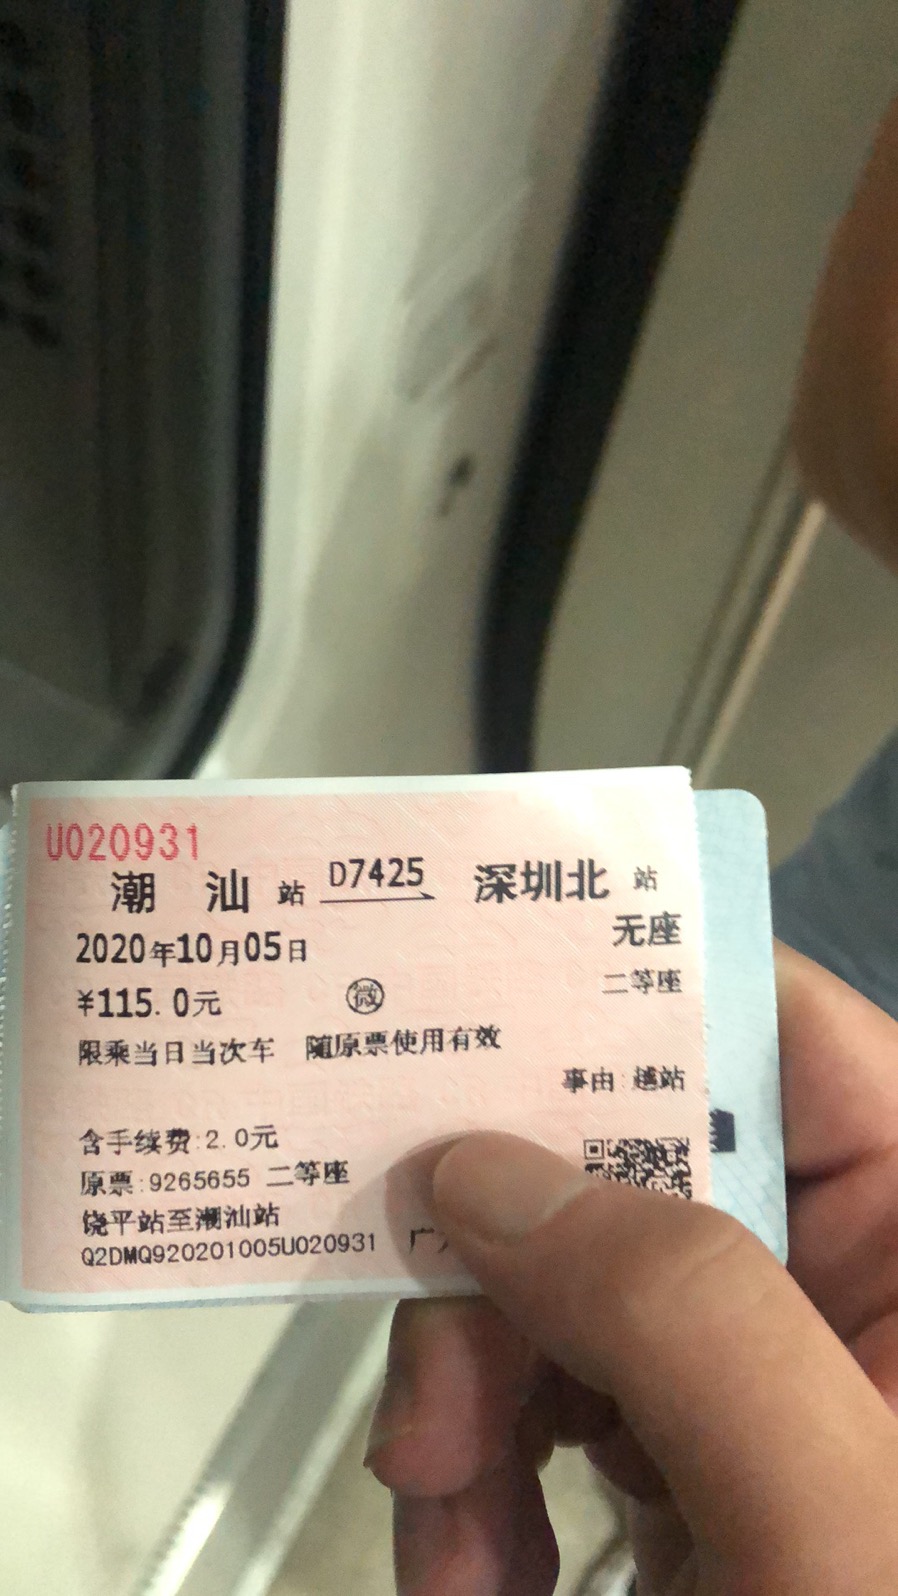 U020931
潮汕站 D7425 深圳北站
2020年10月05日 无座
¥115.0元 微 二等座
限乘当日当次车 随原票使用有效
事由:越站
含手续费:2.0元
原票:9265655 二等座
饶平站至潮汕站
Q2DMQ920201005U020931 广